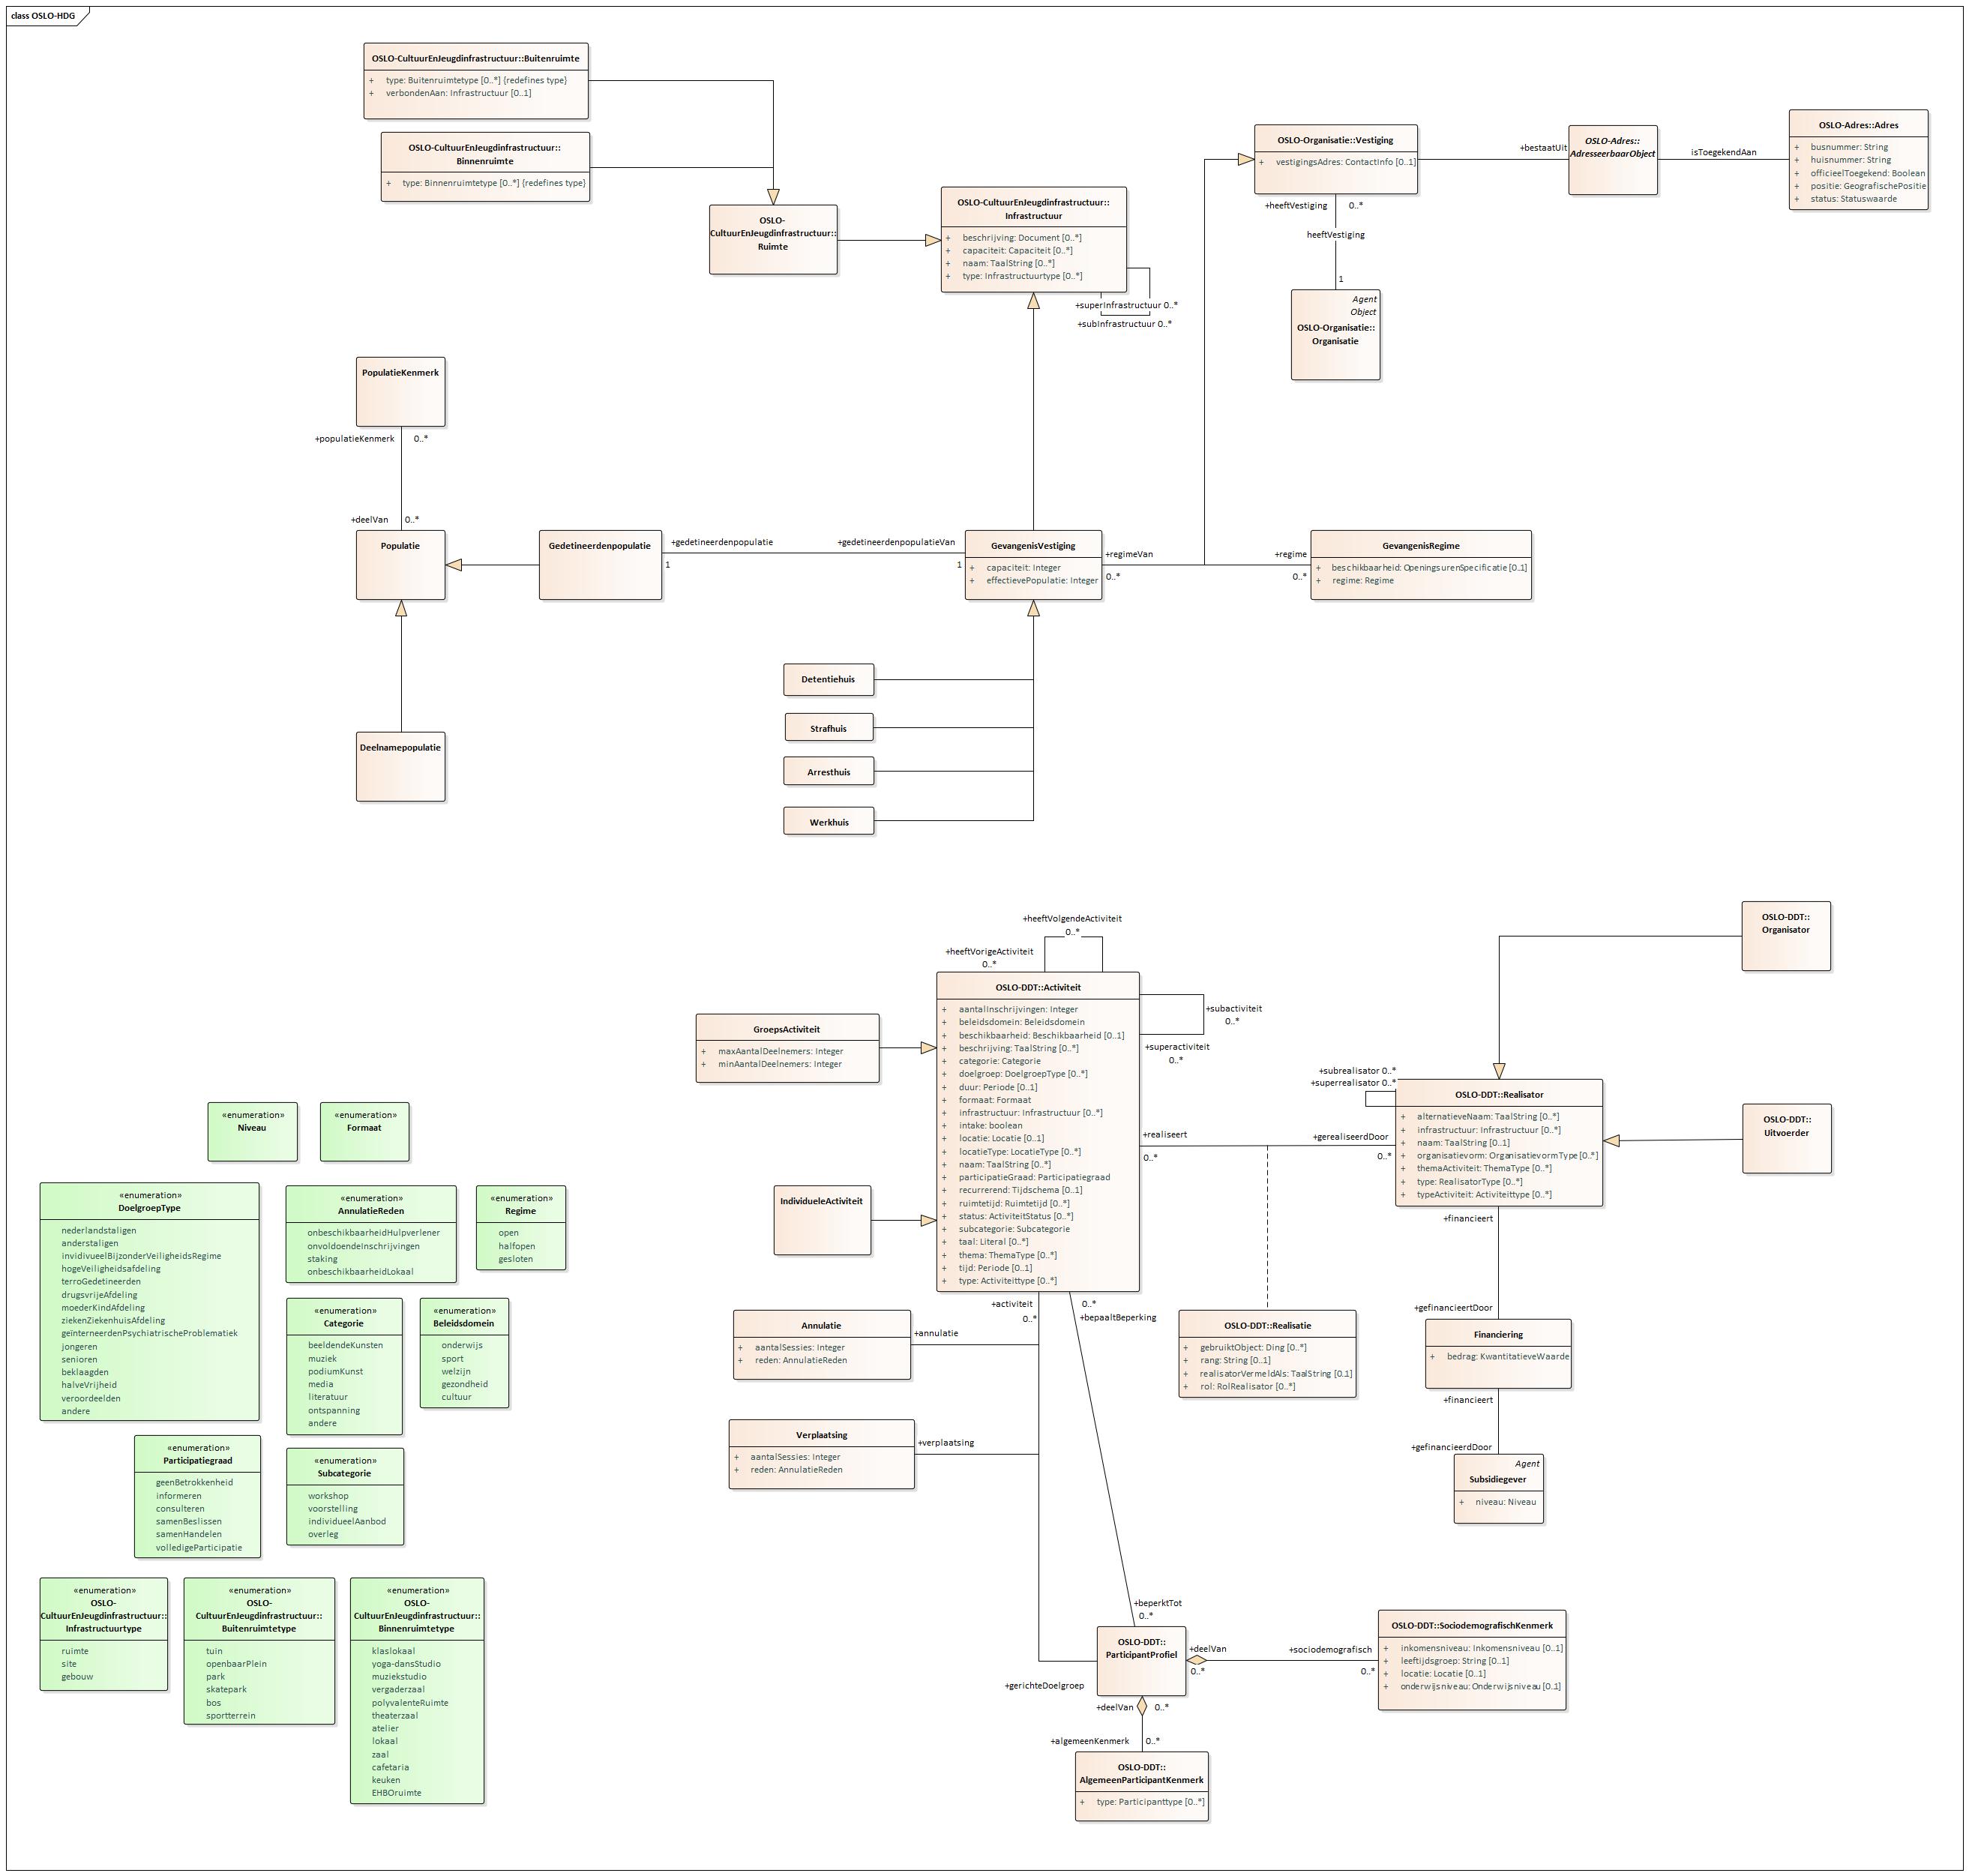 class OSLO-HDG
OSLO-CultuurEnJeugdinfrastructuur::Buitenruimte
+ type: Buitenruimtetype [0..*] {redefines type}
+ verbondenAan: Infrastructuur [0..1]
OSLO-CultuurEnJeugdinfrastructuur::
Binnenruimte
+ type: Binnenruimtetype [0..*] {redefines type}
OSLO-
CultuurEnJeugdinfrastructuur::
Ruimte
OSLO-CultuurEnJeugdinfrastructuur::
Infrastructuur
+ beschrijving: Document [0..*]
+ capaciteit: Capaciteit [0..*]
+ naam: TaalString [0..*]
+ type: Infrastructuurtype [0..*]
+superInfrastructuur 0..*
+subInfrastructuur 0..*
OSLO-Organisatie::Vestiging
+ vestigingsAdres: ContactInfo [0..1]
+bestaatUit
OSLO-Adres::
AdresseerbaarObject
isToegekendAan
OSLO-Adres::Adres
+ busnummer: String
+ huisnummer: String
+ officieelToegekend: Boolean
+ positie: GeografischePositie
+ status: Statuswaarde
+heeftVestiging 0..*
heeftVestiging
1
Agent
Object
OSLO-Organisatie::
Organisatie
PopulatieKenmerk
+populatieKenmerk 0..*
+deelVan 0..*
Populatie
Gedetineerdenpopulatie
+gedetineerdenpopulatie
1
+gedetineerdenpopulatieVan
1
GevangenisVestiging
+ capaciteit: Integer
+ effectievePopulatie: Integer
+regimeVan
0..*
+regime
0..*
GevangenisRegime
+ beschikbaarheid: OpeningsurenSpecificatie [0..1]
+ regime: Regime
Deelnamepopulatie
Detentiehuis
Strafhuis
Arresthuis
Werkhuis
+heeftVolgendeActiviteit
0..*
+heeftVorigeActiviteit
0..*
OSLO-DDT::Activiteit
+ aantalInschrijvingen: Integer
+ beleidsdomein: Beleidsdomein
+ beschikbaarheid: Beschikbaarheid [0..1]
+ beschrijving: TaalString [0..*]
+ categorie: Categorie
+ doelgroep: DoelgroepType [0..*]
+ duur: Periode [0..1]
+ formaat: Formaat
+ infrastructuur: Infrastructuur [0..*]
+ intake: boolean
+ locatie: Locatie [0..1]
+ locatieType: LocatieType [0..*]
+ naam: TaalString [0..*]
+ participatieGraad: Participatiegraad
+ recurrerend: Tijdschema [0..1]
+ ruimtetijd: Ruimtetijd [0..*]
+ status: ActiviteitStatus [0..*]
+ subcategorie: Subcategorie
+ taal: Literal [0..*]
+ thema: ThemaType [0..*]
+ tijd: Periode [0..1]
+ type: Activiteittype [0..*]
+subactiviteit
0..*
+superactiviteit
0..*
GroepsActiviteit
+ maxAantalDeelnemers: Integer
+ minAantalDeelnemers: Integer
IndividueleActiviteit
+realiseert
0..*
+gerealiseerdDoor
0..*
OSLO-DDT::
Organisator
+subrealisator 0..*
+superrealisator 0..*
OSLO-DDT::Realisator
+ alternatieveNaam: TaalString [0..*]
+ infrastructuur: Infrastructuur [0..*]
+ naam: TaalString [0..1]
+ organisatievorm: OrganisatievormType [0..*]
+ themaActiviteit: ThemaType [0..*]
+ type: RealisatorType [0..*]
+ typeActiviteit: Activiteittype [0..*]
OSLO-DDT::
Uitvoerder
+financiert
+gefinancieertDoor
Financiering
+ bedrag: KwantitatieveWaarde
+financiert
+gefinancieerdDoor
Agent
Subsidiegever
+ niveau: Niveau
OSLO-DDT::Realisatie
+ gebruiktObject: Ding [0..*]
+ rang: String [0..1]
+ realisatorVermeldAls: TaalString [0.1]
+ rol: RolRealisator [0..*]
+activiteit
0..*
0..*
+bepaaltBeperking
Annulatie
+ aantalSessies: Integer
+ reden: AnnulatieReden
+annulatie
Verplaatsing
+ aantalSessies: Integer
+ reden: AnnulatieReden
+verplaatsing
+beperktTot
0..*
OSLO-DDT::
ParticipantProfiel
+gerichteDoelgroep
+deelVan
0..*
+sociodemografisch
0..*
OSLO-DDT::SociodemografischKenmerk
+ inkomensniveau: Inkomensniveau [0..1]
+ leeftijdsgroep: String [0..1]
+ locatie: Locatie [0..1]
+ onderwijsniveau: Onderwijsniveau [0.1]
+deelVan 0..*
+algemeenKenmerk 0..*
OSLO-DDT::
AlgemeenParticipantKenmerk
+ type: Participanttype [0..*]
«enumeration»
Niveau
«enumeration»
Formaat
«enumeration»
DoelgroepType
nederlandstaligen
anderstaligen
invidivueelBijzonderVeiligheidsRegime
hogeVeiligheidsafdeling
terroGedetineerden
drugsvrijeAfdeling
moederKindAfdeling
ziekenZiekenhuisAfdeling
geïnterneerdenPsychiatrischeProblematiek
jongeren
senioren
beklaagden
halveVrijheid
veroordeelden
andere
«enumeration»
AnnulatieReden
onbeschikbaarheidHulpverlener
onvoldoendeInschrijvingen
staking
onbeschikbaarheidLokaal
«enumeration»
Regime
open
halfopen
gesloten
«enumeration»
Categorie
beeldendeKunsten
muziek
podiumKunst
media
literatuur
ontspanning
andere
«enumeration»
Beleidsdomein
onderwijs
sport
welzijn
gezondheid
cultuur
«enumeration»
Participatiegraad
geenBetrokkenheid
informeren
consulteren
samenBeslissen
samenHandelen
volledigeParticipatie
«enumeration»
Subcategorie
workshop
voorstelling
individueelAanbod
overleg
«enumeration»
OSLO-
CultuurEnJeugdinfrastructuur::
Infrastructuurtype
ruimte
site
gebouw
«enumeration»
OSLO-
CultuurEnJeugdinfrastructuur::
Buitenruimtetype
tuin
openbaarPlein
park
skatepark
bos
sportterrein
«enumeration»
OSLO-
CultuurEnJeugdinfrastructuur::
Binnenruimtetype
klaslokaal
yoga-dansStudio
muziekstudio
vergaderzaal
polyvalenteRuimte
theaterzaal
atelier
lokaal
zaal
cafetaria
keuken
EHBOruimte